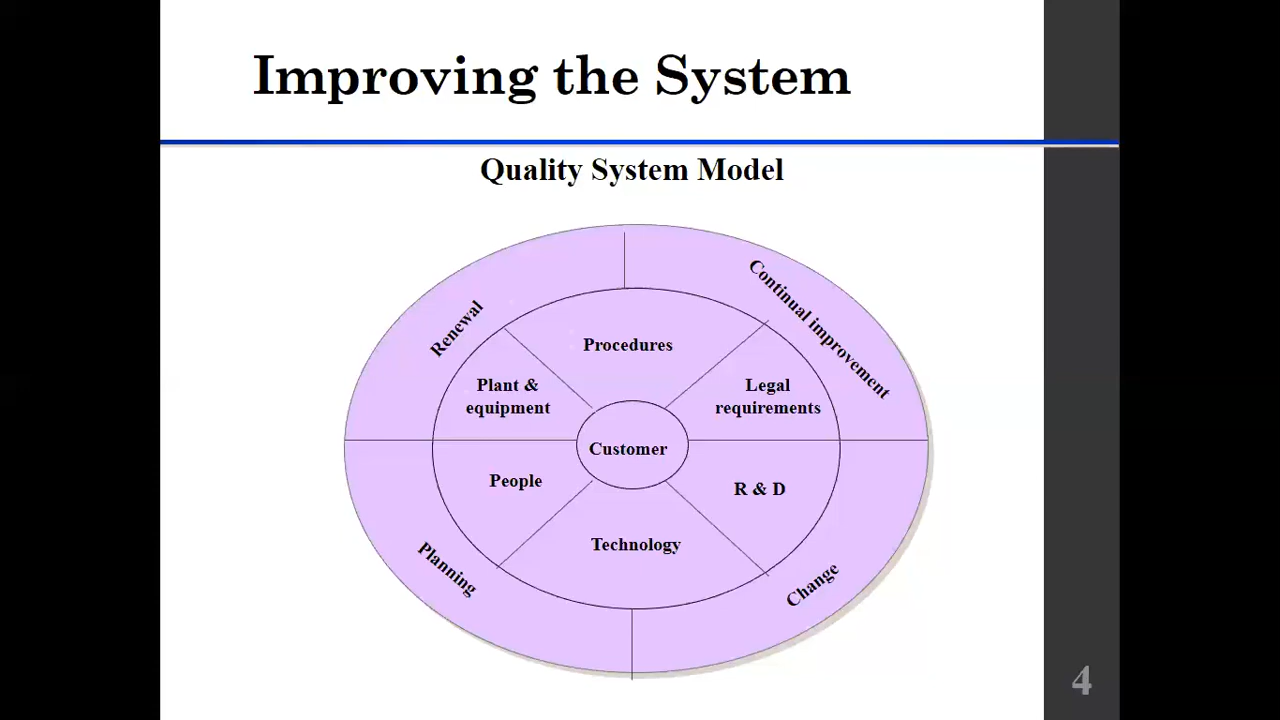 Improving the System
Quality System Model
Renewal
Continual improvement
Procedures
Plant &
equipment
Legal
requirements
Customer
People
R & D
Technology
Planning
Change
4